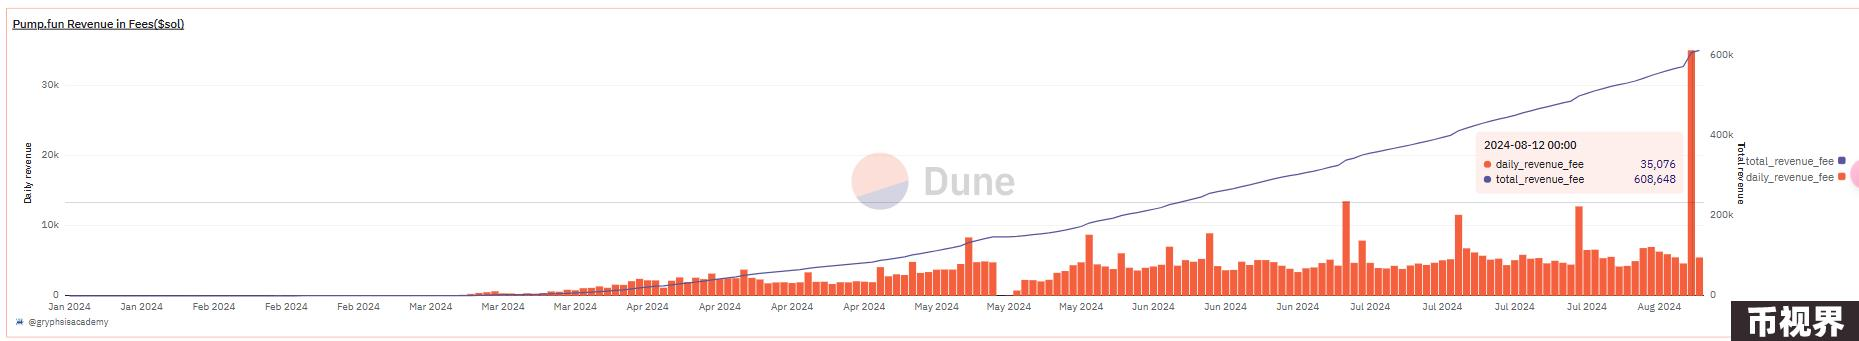 Pump.fun Revenue in Fees($sol)
Daily revenue
30k
20k
10k
0
600k
400k
200k
0
Total revenue
Dune
2024-08-12 00:00
daily_revenue_fee 35,076
total_revenue_fee 608,648
total_revenue_fee
daily_revenue_fee
Jan 2024 Jan 2024 Feb 2024 Feb 2024 Feb 2024 Mar 2024 Mar 2024 Mar 2024 Apr 2024 Apr 2024 Apr 2024 Apr 2024 May 2024 May 2024 May 2024 Jun 2024 Jun 2024 Jun 2024 Jul 2024 Jul 2024 Jul 2024 Jul 2024 Aug 2024
@gryphsisacademy
币视界